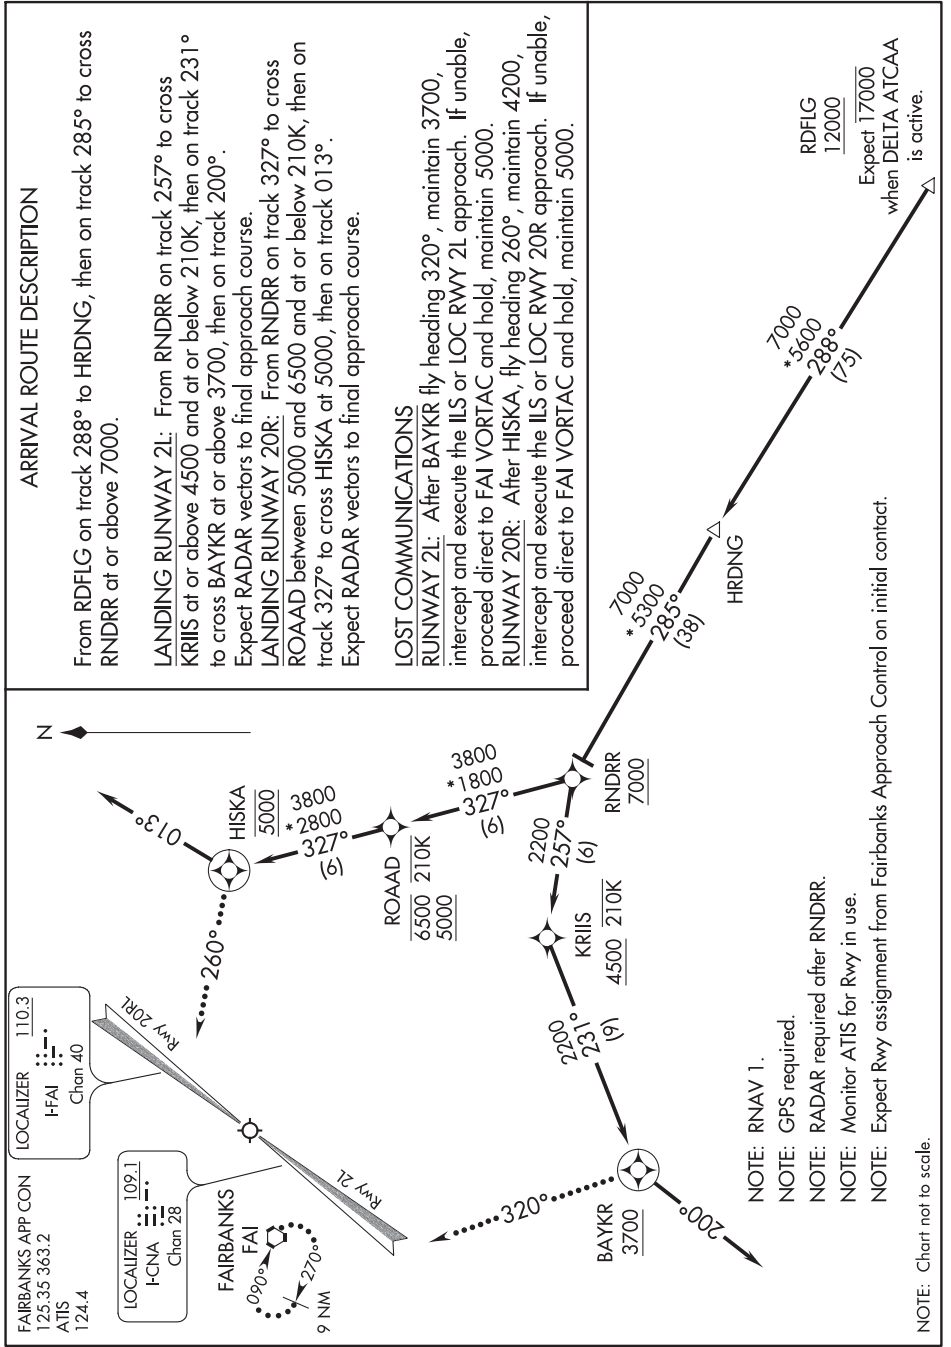 FAIRBANKS APP CON
125.35 363.2
ATIS
124.4
LOCALIZER 110.3
I-FAI
Chan 40
LOCALIZER 109.1
I-CNA
Chan 28
FAIRBANKS
FAI
090°
270°
9 NM
Rwy 20RL
Rwy 2L
N
013°
HISKA
5000
260°
3800
*2800
327°
(6)
ROAAD
6500 210K
5000
3800
*1800
327°
(6)
RNDRR
7000
2200
257°
(6)
KRIIS
4500 210K
2200
231°
(9)
320°
BAYKR
3700
200°
7000
*5300
285°
(38)
HRDNG
7000
*5600
288°
(75)
RDFLG
12000
Expect 17000
when DELTA ATCAA
is active.
ARRIVAL ROUTE DESCRIPTION
From RDFLG on track 288° to HRDNG, then on track 285° to cross
RNDRR at or above 7000.
LANDING RUNWAY 2L: From RNDRR on track 257° to cross
KRIIS at or above 4500 and at or below 210K, then on track 231°
to cross BAYKR at or above 3700, then on track 200°.
Expect RADAR vectors to final approach course.
LANDING RUNWAY 20R: From RNDRR on track 327° to cross
ROAAD between 5000 and 6500 and at or below 210K, then on
track 327° to cross HISKA at 5000, then on track 013°.
Expect RADAR vectors to final approach course.
LOST COMMUNICATIONS
RUNWAY 2L: After BAYKR fly heading 320°, maintain 3700,
intercept and execute the ILS or LOC RWY 2L approach. If unable,
proceed direct to FAI VORTAC and hold, maintain 5000.
RUNWAY 20R: After HISKA, fly heading 260°, maintain 4200,
intercept and execute the ILS or LOC RWY 20R approach. If unable,
proceed direct to FAI VORTAC and hold, maintain 5000.
NOTE: RNAV 1.
NOTE: GPS required.
NOTE: RADAR required after RNDRR.
NOTE: Monitor ATIS for Rwy in use.
NOTE: Expect Rwy assignment from Fairbanks Approach Control on initial contact.
NOTE: Chart not to scale.